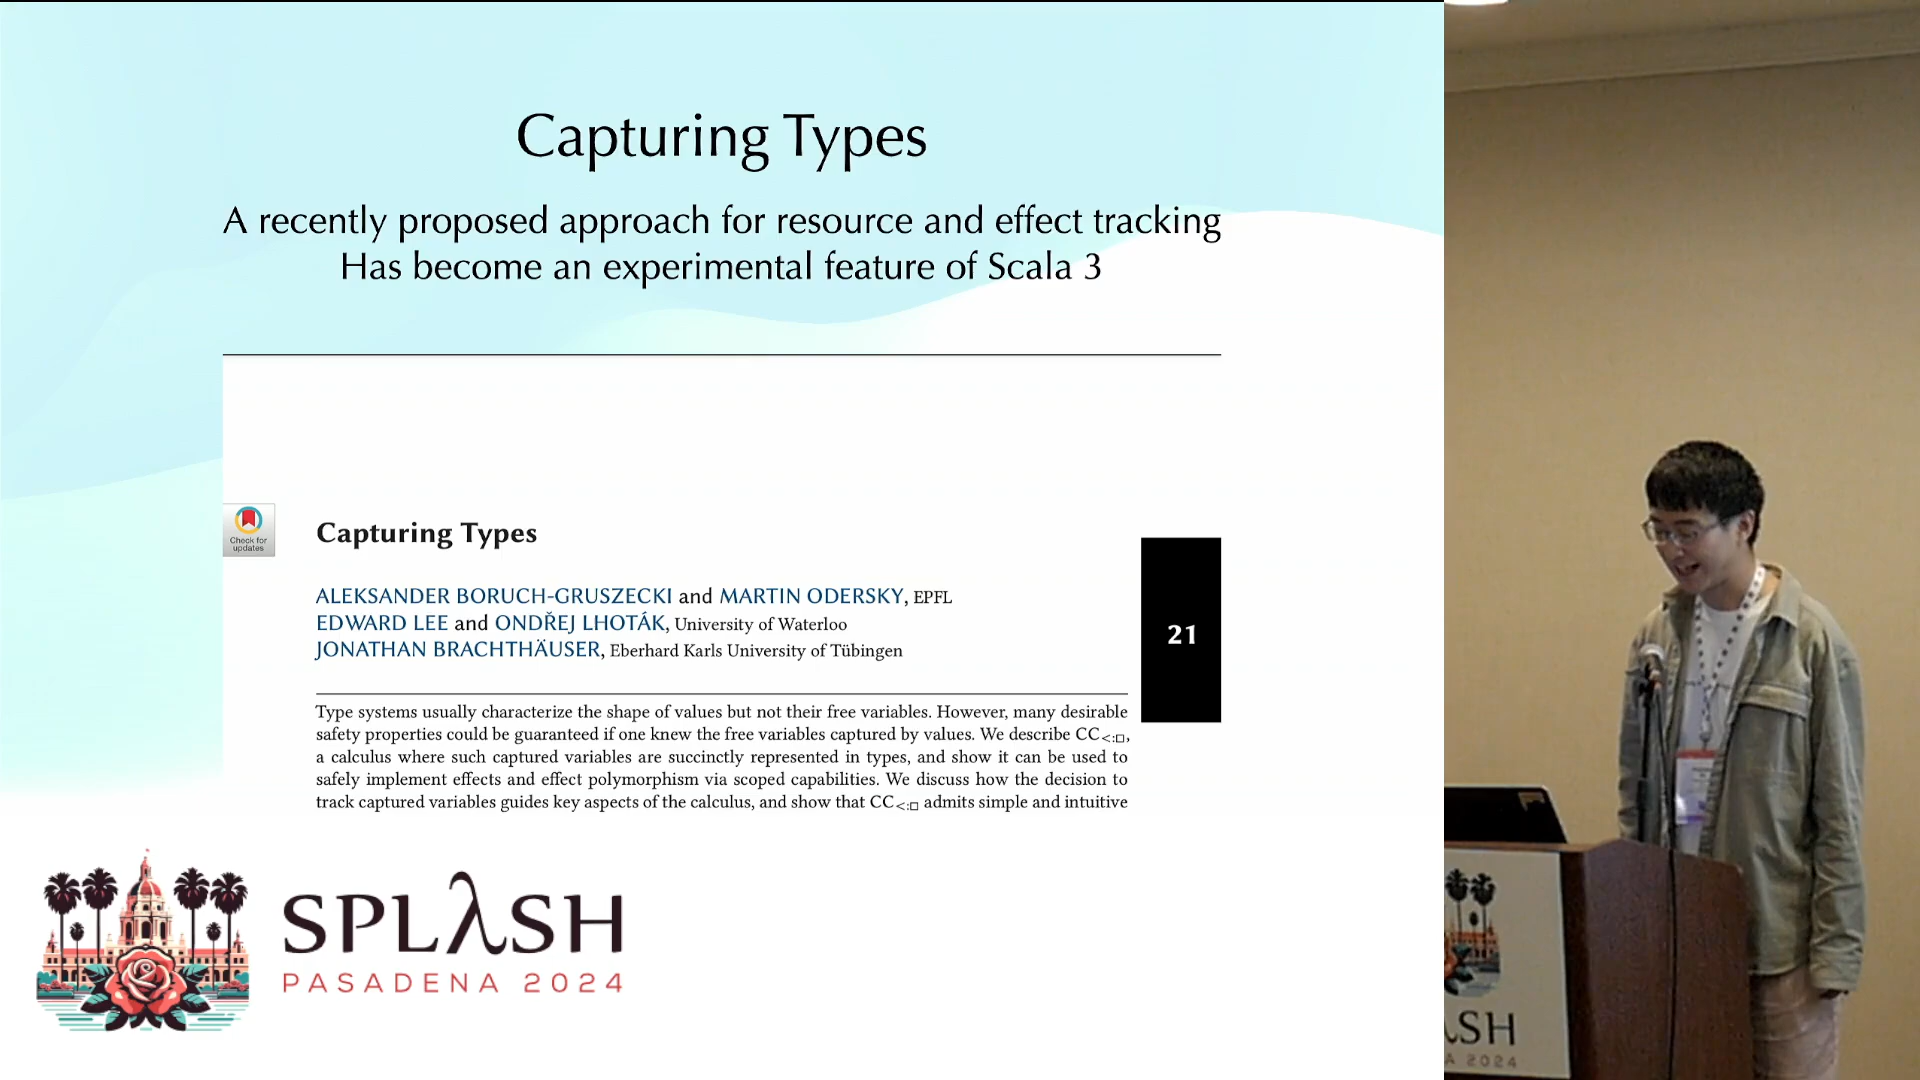 Capturing Types
A recently proposed approach for resource and effect tracking
Has become an experimental feature of Scala 3
Check for
updates
Capturing Types
ALEKSANDER BORUCH-GRUSZECKI and MARTIN ODERSKY, EPFL
EDWARD LEE and ONDŘEJ LHOTÁK, University of Waterloo
JONATHAN BRACHTHÄUSER, Eberhard Karls University of Tübingen
21
Type systems usually characterize the shape of values but not their free variables. However, many desirable
safety properties could be guaranteed if one knew the free variables captured by values. We describe CC<:□,
a calculus where such captured variables are succinctly represented in types, and show it can be used to
safely implement effects and effect polymorphism via scoped capabilities. We discuss how the decision to
track captured variables guides key aspects of the calculus, and show that CC<:□ admits simple and intuitive
SPLλSH
PASADENA 2024
λSH
A 2024